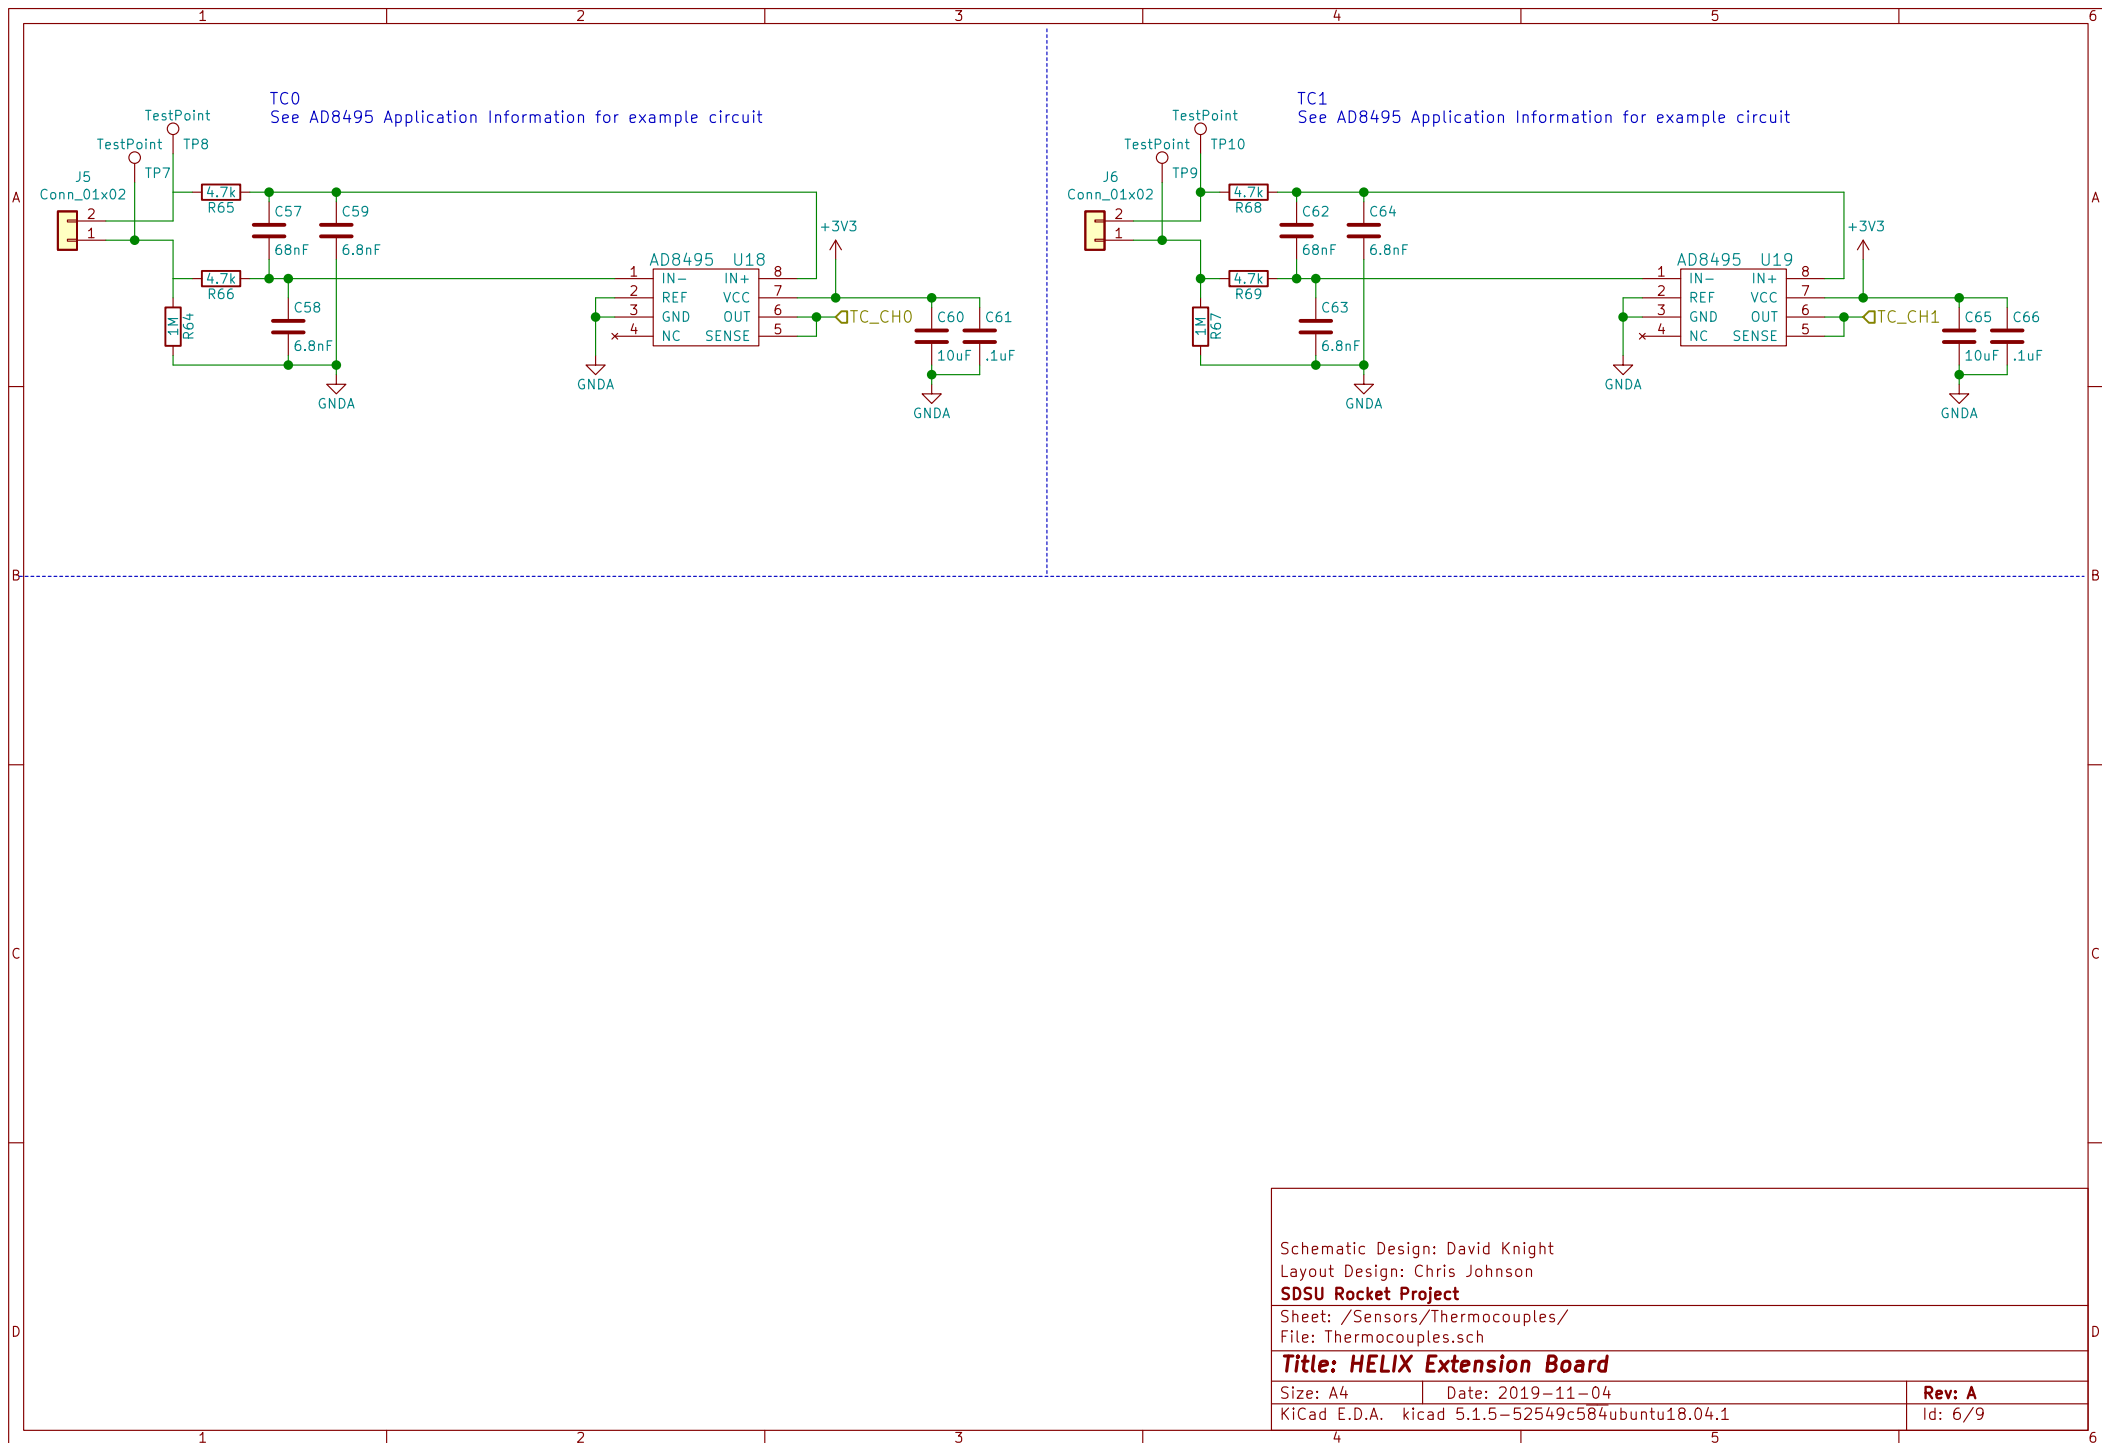 1 2 3 4 5 6
A
B
C
D
A
B
C
D
TC0
See AD8495 Application Information for example circuit
TestPoint
TP8
TestPoint
TP7
J5
Conn_01x02
2
1
4.7k
R65
C57
68nF
C59
6.8nF
4.7k
R66
1M
R64
C58
6.8nF
GNDA
AD8495 U18
1 IN- IN+ 8
2 REF VCC 7
3 GND OUT 6
4 NC SENSE 5
GNDA
+3V3
TC_CH0
C60
10uF
C61
.1uF
GNDA
TC1
See AD8495 Application Information for example circuit
TestPoint
TP10
TestPoint
TP9
J6
Conn_01x02
2
1
4.7k
R68
C62
68nF
C64
6.8nF
4.7k
R69
1M
R67
C63
6.8nF
GNDA
AD8495 U19
1 IN- IN+ 8
2 REF VCC 7
3 GND OUT 6
4 NC SENSE 5
GNDA
+3V3
TC_CH1
C65
10uF
C66
.1uF
GNDA
Schematic Design: David Knight
Layout Design: Chris Johnson
SDSU Rocket Project
Sheet: /Sensors/Thermocouples/
File: Thermocouples.sch
Title: HELIX Extension Board
Size: A4 Date: 2019-11-04 Rev: A
KiCad E.D.A. kicad 5.1.5-52549c584ubuntu18.04.1 Id: 6/9
1 2 3 4 5 6